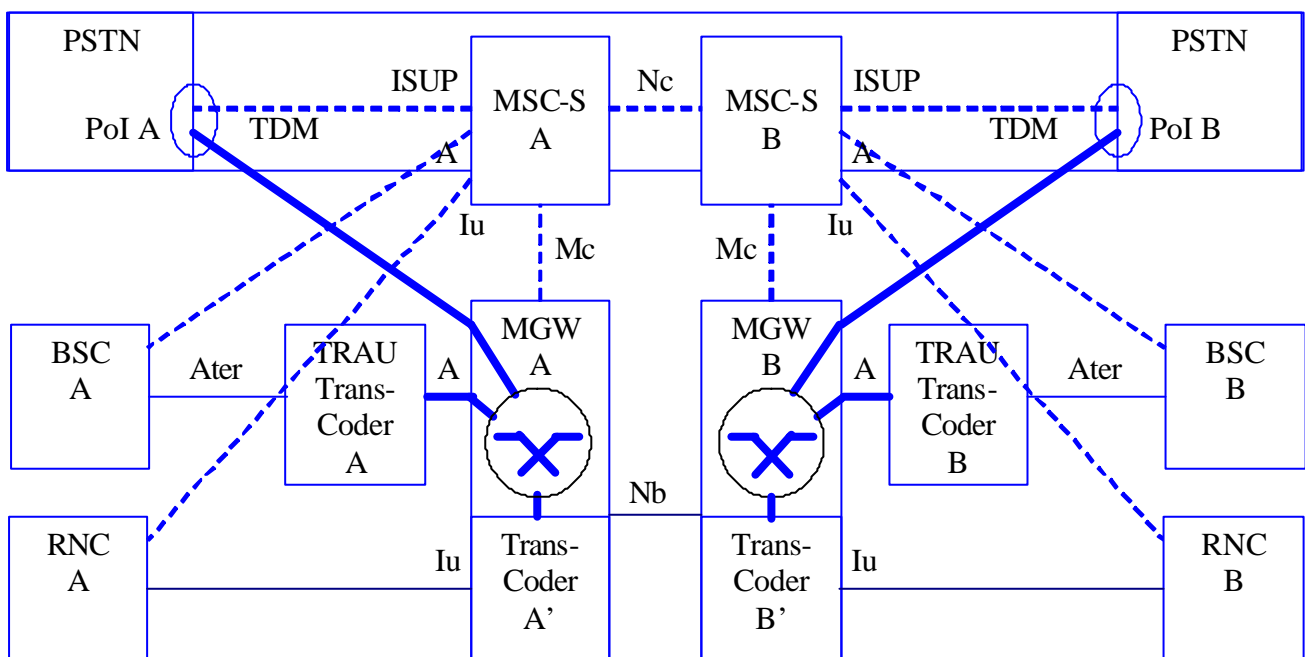 PSTN
PSTN
ISUP
Nc
ISUP
MSC-S
A
MSC-S
B
PoI A
TDM
TDM
PoI B
A
A
Iu
Iu
Mc
Mc
BSC
A
Ater
TRAU
Trans-
Coder
A
A
MGW
A
MGW
B
A
TRAU
Trans-
Coder
B
Ater
BSC
B
Nb
RNC
A
Iu
Trans-
Coder
A’
Trans-
Coder
B’
Iu
RNC
B